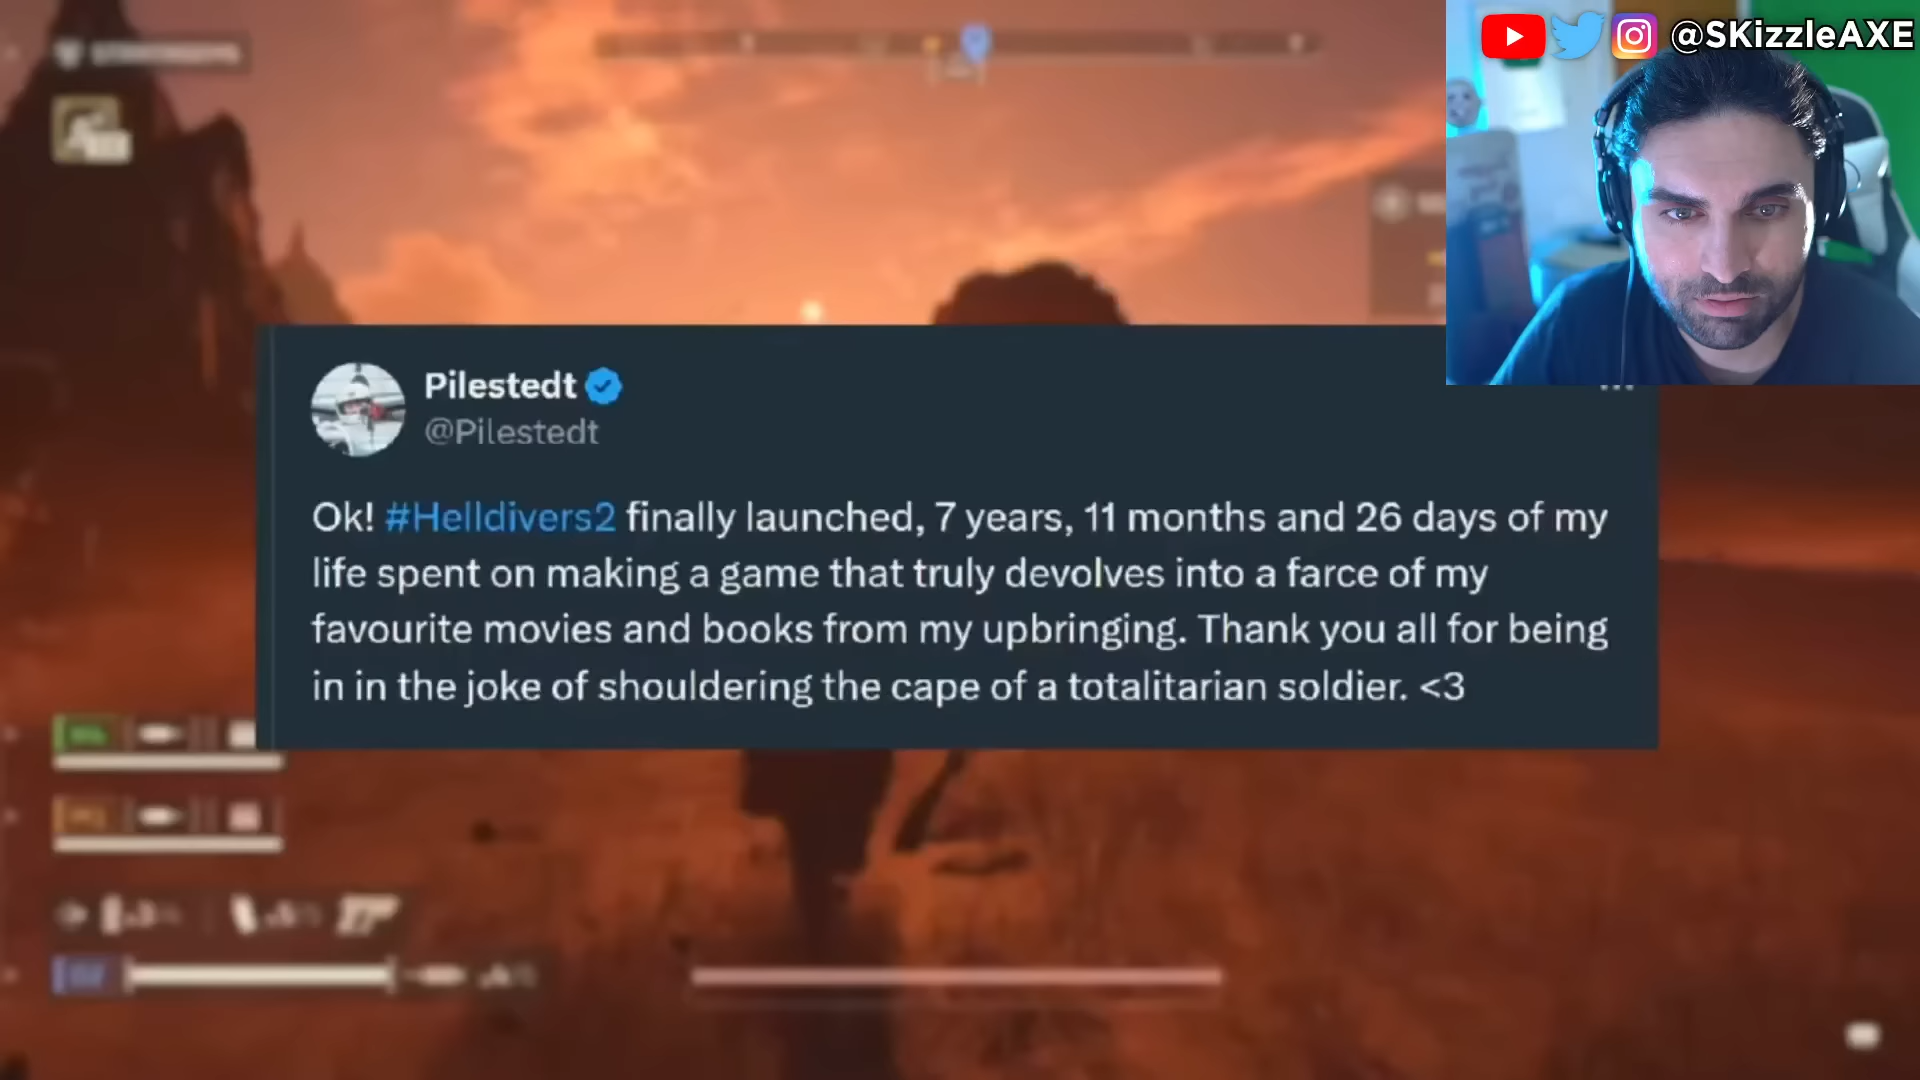 @SKizzleAXE
Pilestedt
@Pilestedt
Ok! #Helldivers2 finally launched, 7 years, 11 months and 26 days of my
life spent on making a game that truly devolves into a farce of my
favourite movies and books from my upbringing. Thank you all for being
in in the joke of shouldering the cape of a totalitarian soldier. <3